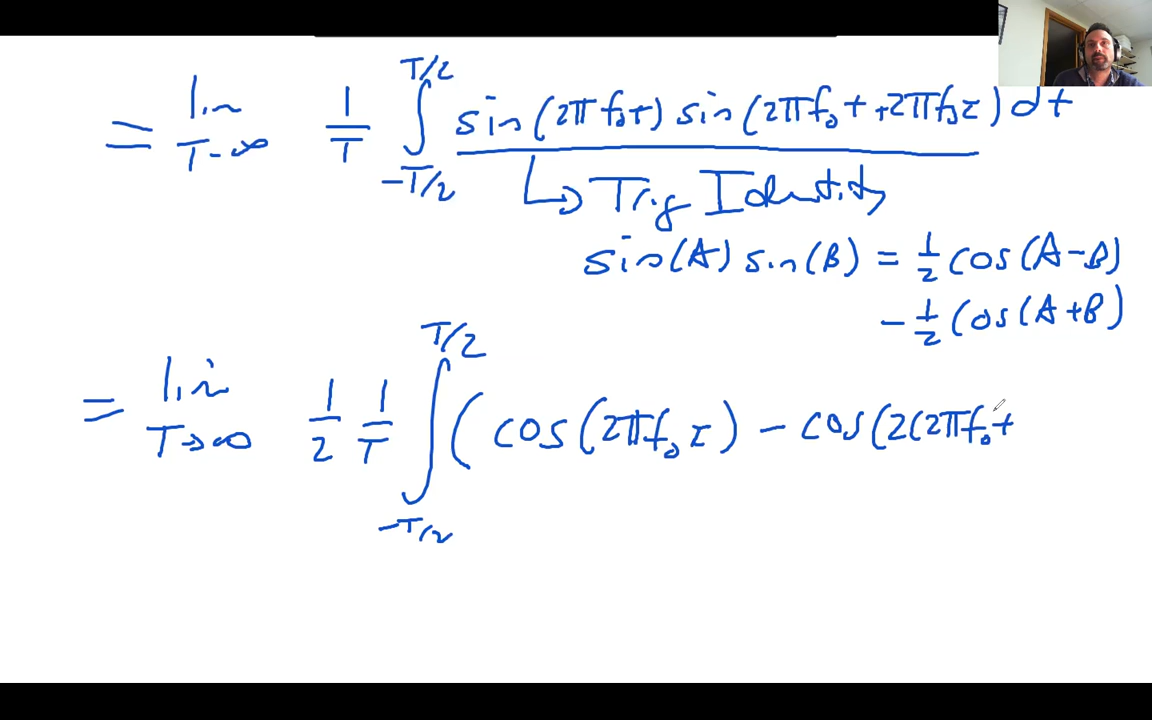 = lim T→∞ 1/T ∫_{-T/2}^{T/2} sin(2πf₀t) sin(2πf₀t + 2πf₀τ) dt
↳ Trig Identity
sin(A) sin(B) = 1/2 cos(A-B)
- 1/2 cos(A+B)
= lim T→∞ 1/2 1/T ∫_{-T/2}^{T/2} ( cos(2πf₀τ) - cos(2(2πf₀t